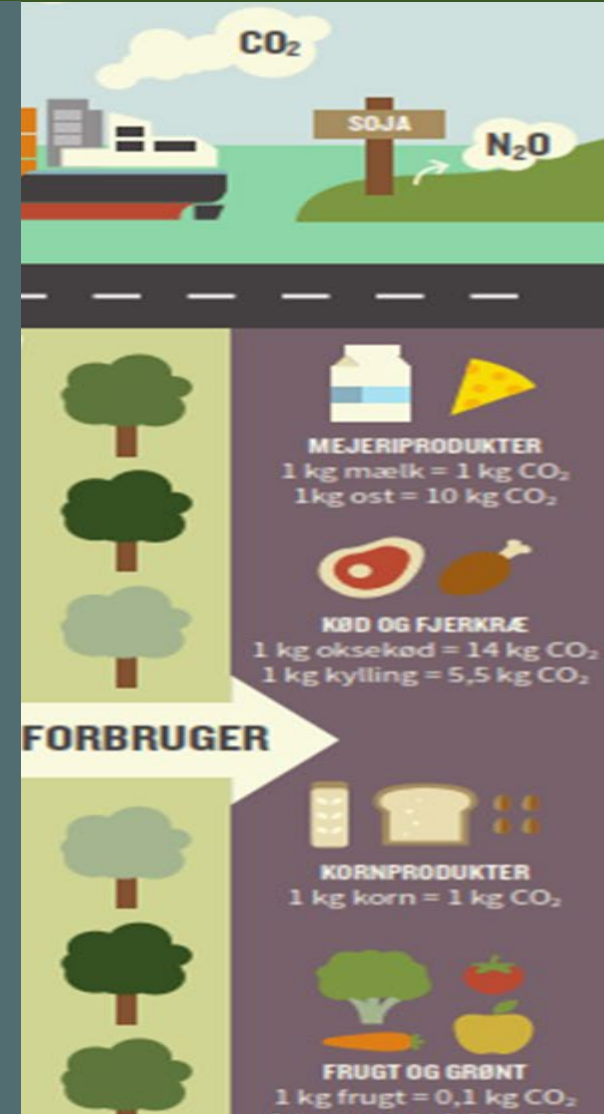 CO₂
SOJA
N₂O
MEJERIPRODUKTER
1 kg mælk = 1 kg CO₂
1kg ost = 10 kg CO₂
KØD OG FJERKRÆ
1 kg oksekød = 14 kg CO₂
1 kg kylling = 5,5 kg CO₂
FORBRUGER
KORNPRODUKTER
1 kg korn = 1 kg CO₂
FRUGT OG GRØNT
1 kg frugt = 0,1 kg CO₂